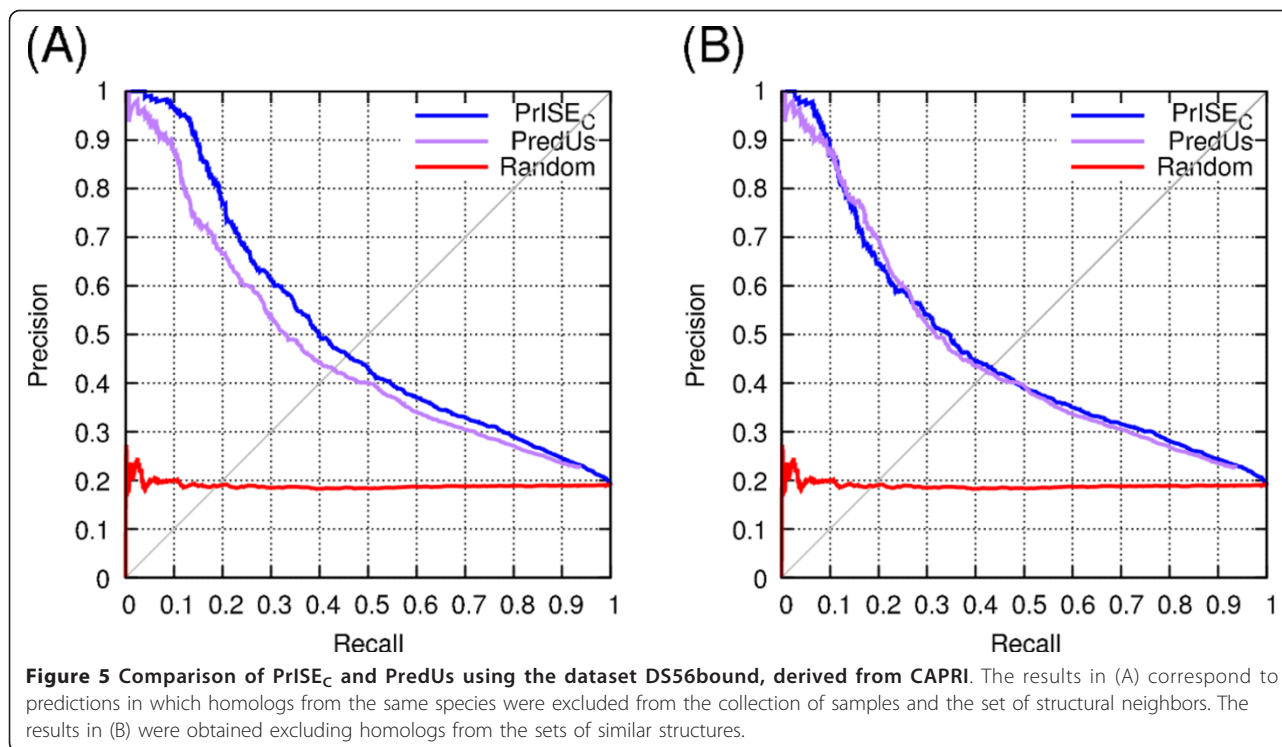 (A)
1
0.9
0.8
0.7
0.6
0.5
0.4
0.3
0.2
0.1
0
Precision
PrISE_C
PredUs
Random
0 0.1 0.2 0.3 0.4 0.5 0.6 0.7 0.8 0.9 1
Recall
(B)
1
0.9
0.8
0.7
0.6
0.5
0.4
0.3
0.2
0.1
0
Precision
PrISE_C
PredUs
Random
0 0.1 0.2 0.3 0.4 0.5 0.6 0.7 0.8 0.9 1
Recall
Figure 5 Comparison of PrISE_C and PredUs using the dataset DS56bound, derived from CAPRI. The results in (A) correspond to
predictions in which homologs from the same species were excluded from the collection of samples and the set of structural neighbors. The
results in (B) were obtained excluding homologs from the sets of similar structures.